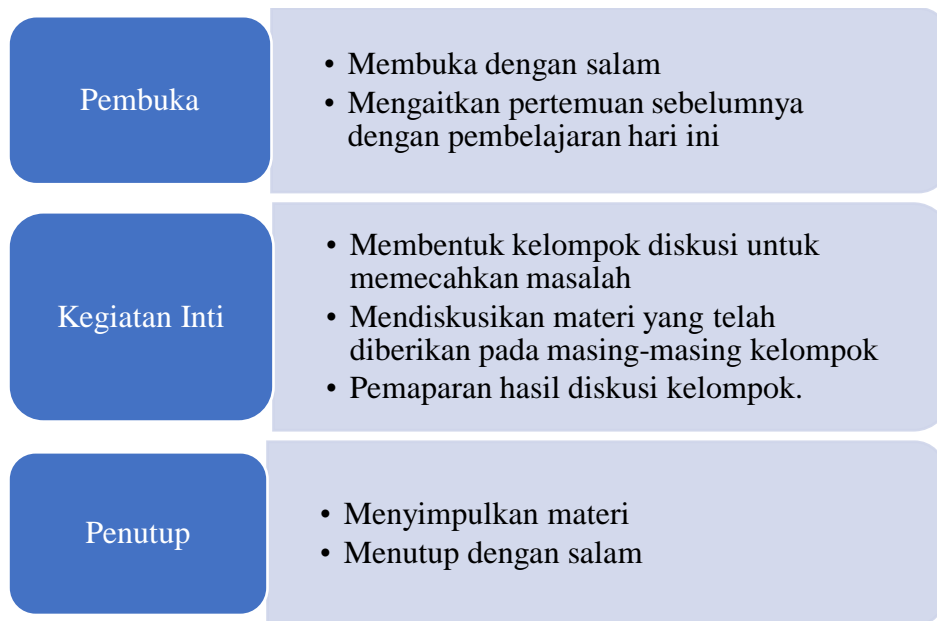 Pembuka
• Membuka dengan salam
• Mengaitkan pertemuan sebelumnya
dengan pembelajaran hari ini
Kegiatan Inti
• Membentuk kelompok diskusi untuk
memecahkan masalah
• Mendiskusikan materi yang telah
diberikan pada masing-masing kelompok
• Pemaparan hasil diskusi kelompok.
Penutup
• Menyimpulkan materi
• Menutup dengan salam